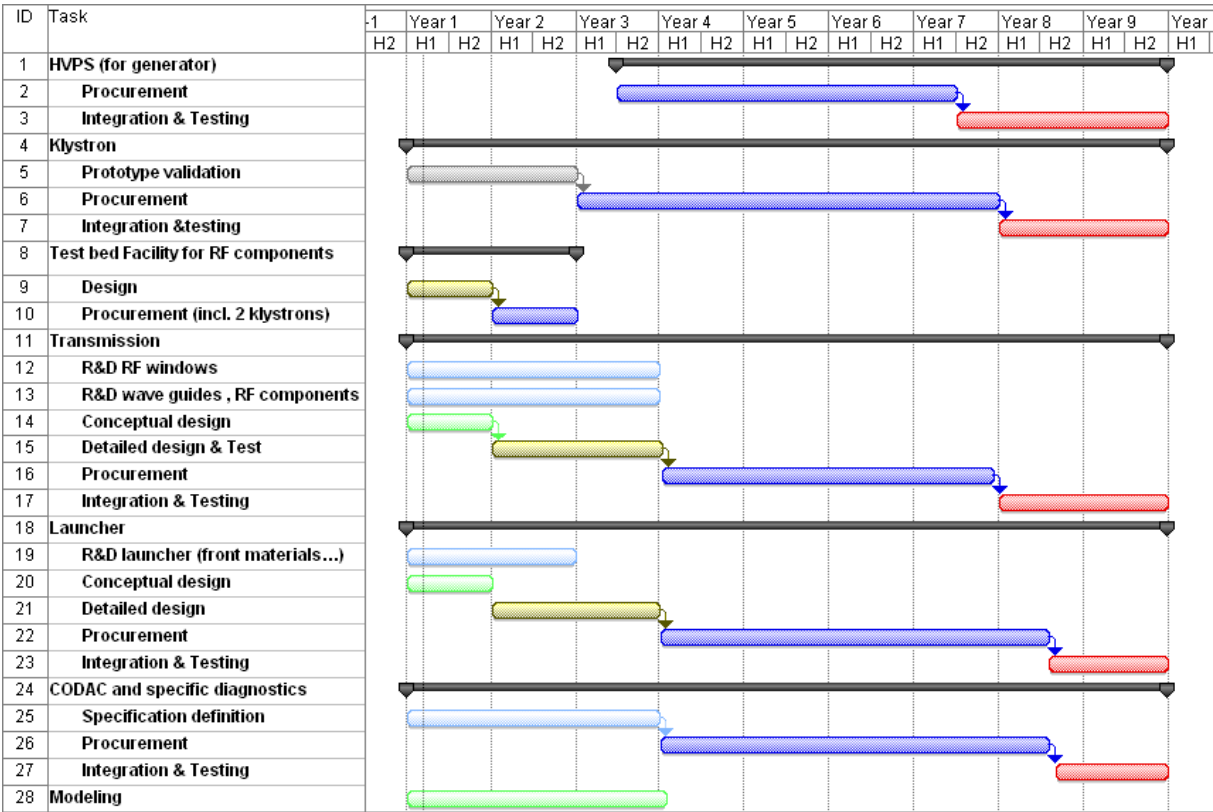 ID Task -1 Year 1 Year 2 Year 3 Year 4 Year 5 Year 6 Year 7 Year 8 Year 9 Year
H2 H1 H2 H1 H2 H1 H2 H1 H2 H1 H2 H1 H2 H1 H2 H1 H2 H1 H2 H1
1 HVPS (for generator)
2 Procurement
3 Integration & Testing
4 Klystron
5 Prototype validation
6 Procurement
7 Integration &testing
8 Test bed Facility for RF components
9 Design
10 Procurement (incl. 2 klystrons)
11 Transmission
12 R&D RF windows
13 R&D wave guides , RF components
14 Conceptual design
15 Detailed design & Test
16 Procurement
17 Integration & Testing
18 Launcher
19 R&D launcher (front materials...)
20 Conceptual design
21 Detailed design
22 Procurement
23 Integration & Testing
24 CODAC and specific diagnostics
25 Specification definition
26 Procurement
27 Integration & Testing
28 Modeling